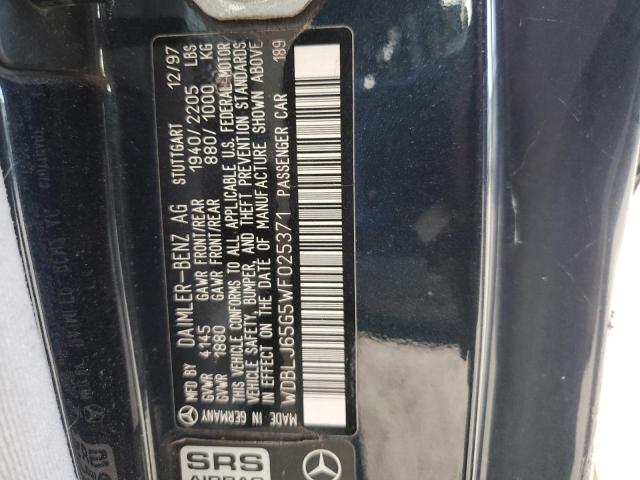 MFD BY DAIMLER-BENZ AG STUTTGART 12/97
GVWR 4145 GAWR FRONT/REAR 1940/2205 LBS
GVWR 1880 GAWR FRONT/REAR 880/1000 KG
THIS VEHICLE CONFORMS TO ALL APPLICABLE U.S. FEDERAL MOTOR
VEHICLE SAFETY, BUMPER, AND THEFT PREVENTION STANDARDS
IN EFFECT ON THE DATE OF MANUFACTURE SHOWN ABOVE
189
WDBLJ65G5WF025371 PASSENGER CAR
MADE IN GERMANY
SRS
AIRBAG